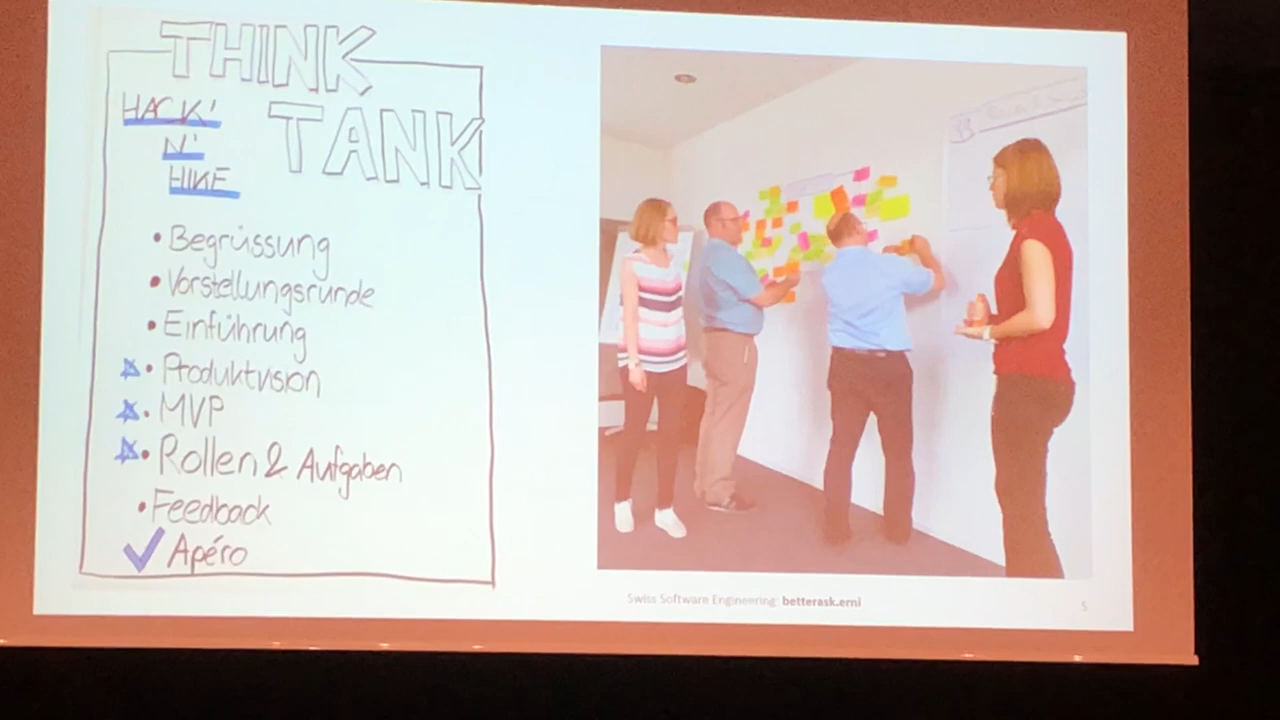 THINK
TANK
HACK'
N'
HIKE
• Begrüssung
• Vorstellungsrunde
• Einführung
• Produktvision
• MVP
• Rollen & Aufgaben
• Feedback
✓ Apéro
Swiss Software Engineering: betterask.erni
5